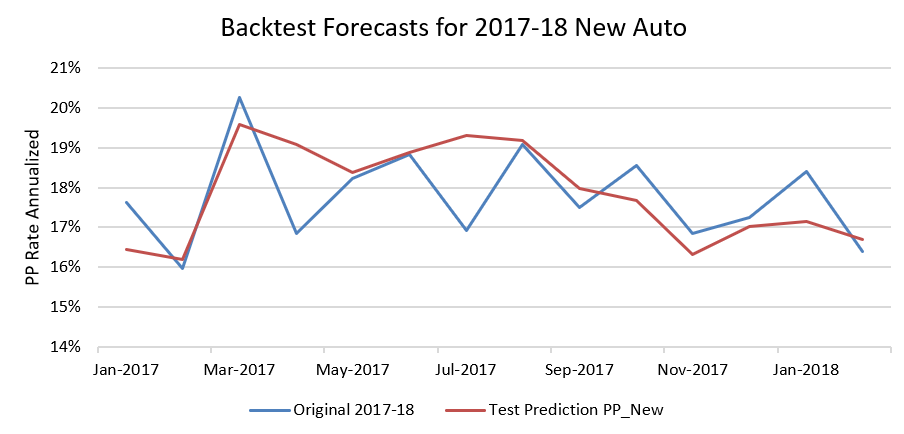 Backtest Forecasts for 2017-18 New Auto
PP Rate Annualized
21%
20%
19%
18%
17%
16%
15%
14%
Jan-2017 Mar-2017 May-2017 Jul-2017 Sep-2017 Nov-2017 Jan-2018
Original 2017-18 Test Prediction PP_New